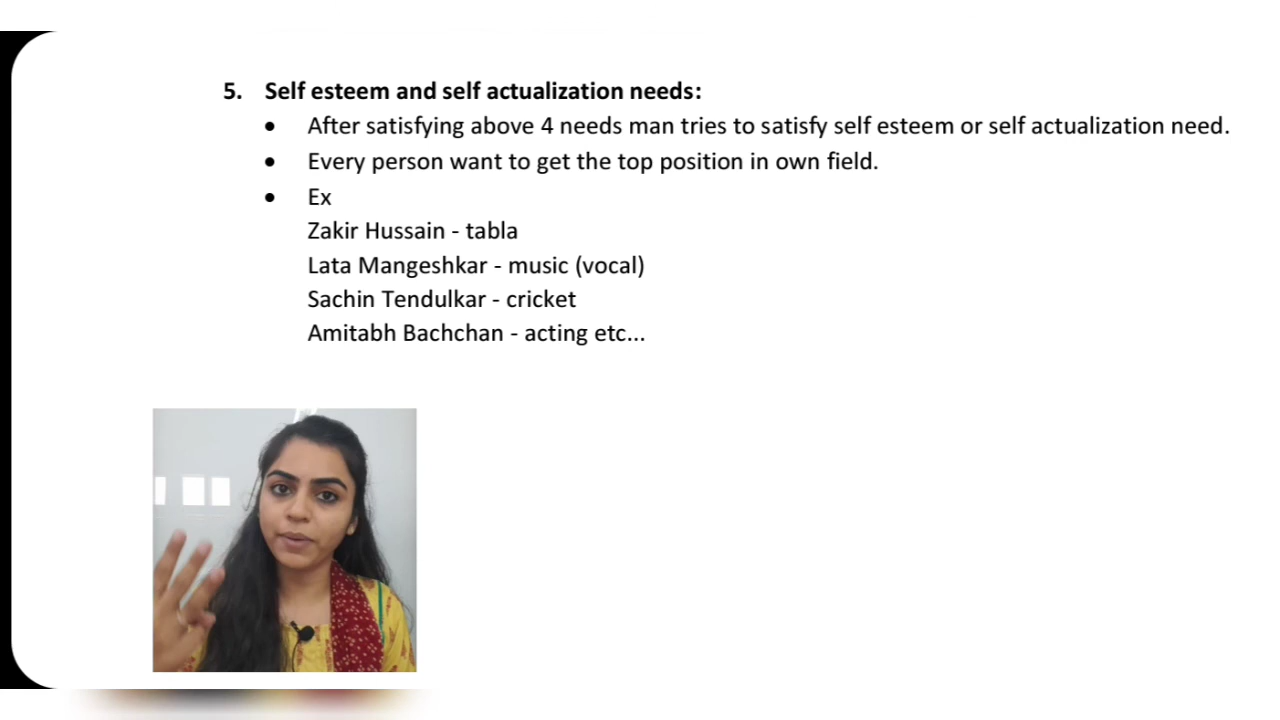 5. Self esteem and self actualization needs:
• After satisfying above 4 needs man tries to satisfy self esteem or self actualization need.
• Every person want to get the top position in own field.
• Ex
Zakir Hussain - tabla
Lata Mangeshkar - music (vocal)
Sachin Tendulkar - cricket
Amitabh Bachchan - acting etc...